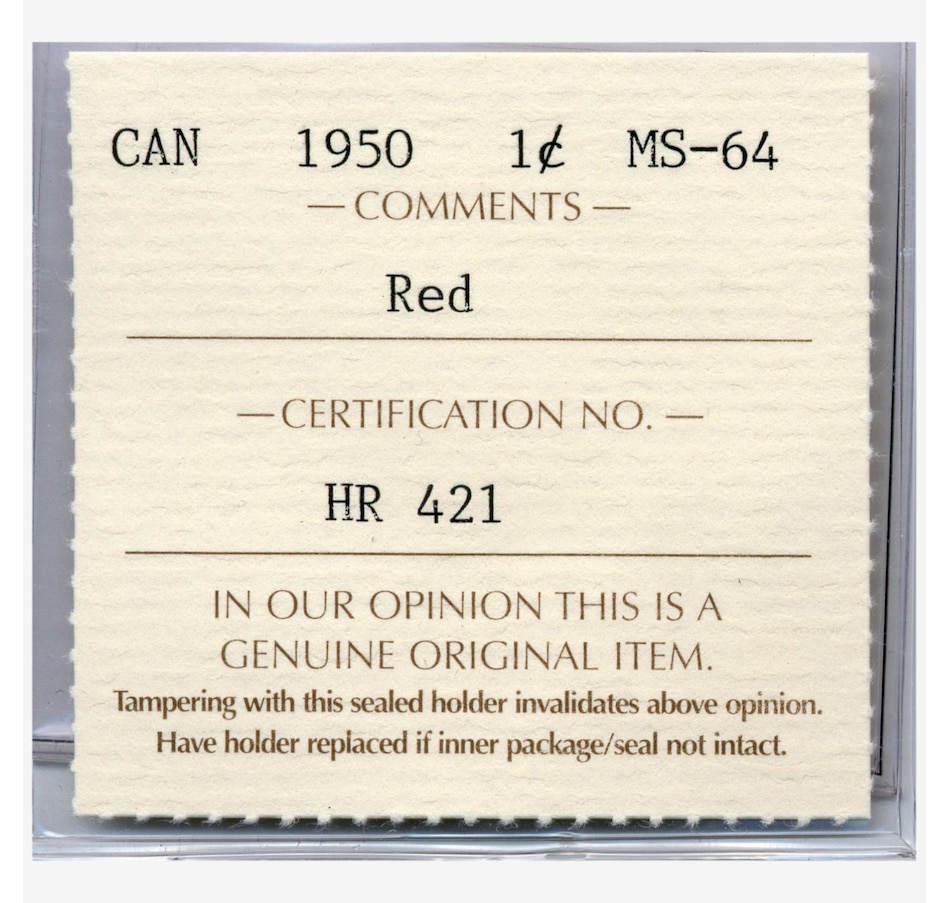 CAN 1950 1¢ MS-64
— COMMENTS —
Red
— CERTIFICATION NO. —
HR 421
IN OUR OPINION THIS IS A
GENUINE ORIGINAL ITEM.
Tampering with this sealed holder invalidates above opinion.
Have holder replaced if inner package/seal not intact.